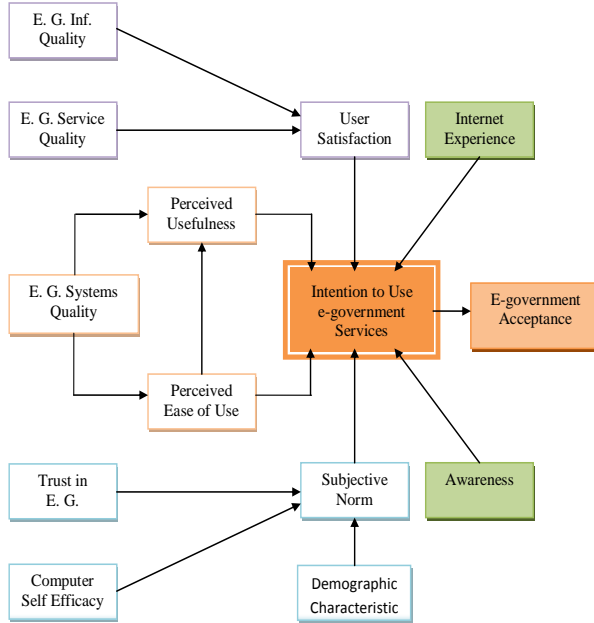 E. G. Inf.
Quality
E. G. Service
Quality
User
Satisfaction
Internet
Experience
Perceived
Usefulness
E. G. Systems
Quality
Intention to Use
e-government
Services
E-government
Acceptance
Perceived
Ease of Use
Trust in
E. G.
Subjective
Norm
Awareness
Computer
Self Efficacy
Demographic
Characteristic